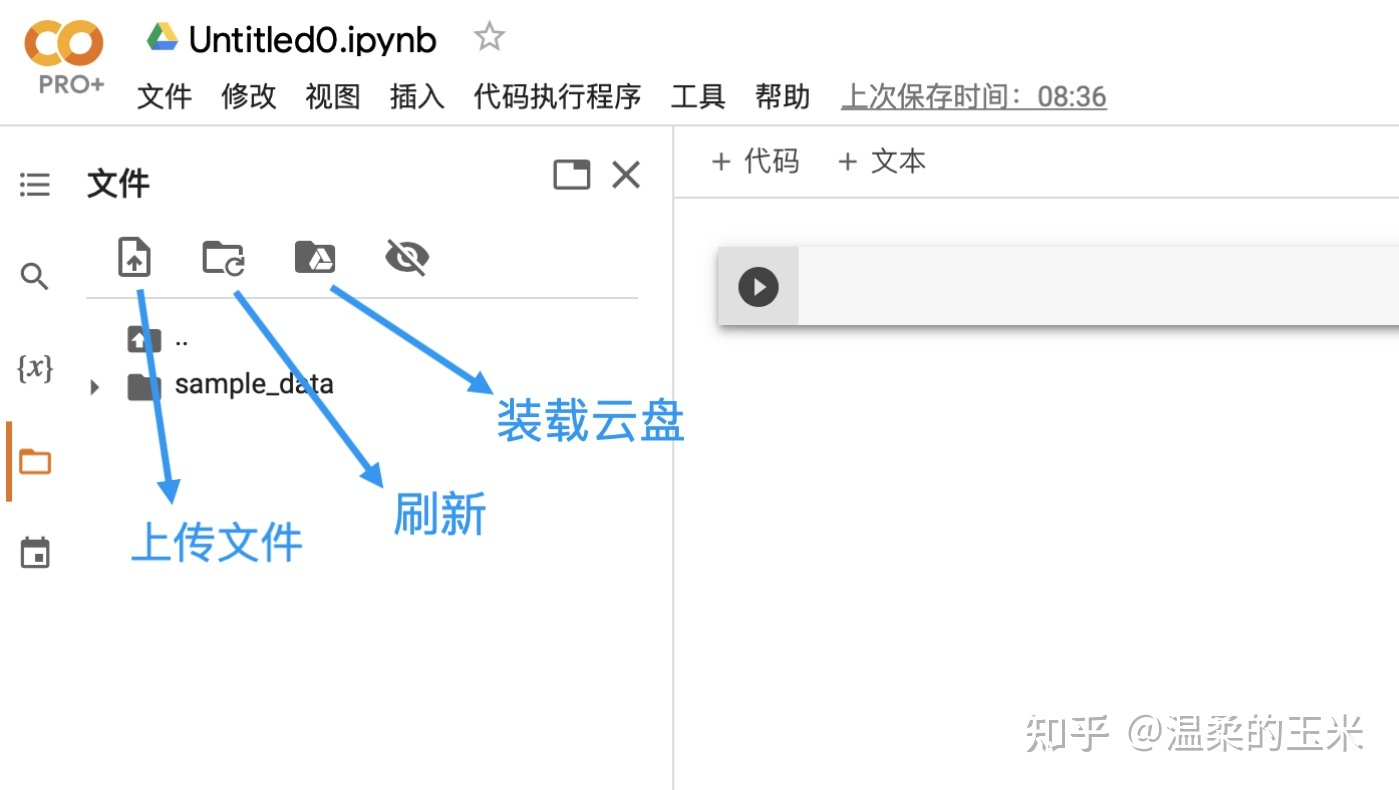 Untitled0.ipynb
PRO+
文件 修改 视图 插入 代码执行程序 工具 帮助 上次保存时间：08:36
文件
+ 代码 + 文本
..
{x}
sample_data
装载云盘
刷新
上传文件
知乎 @温柔的玉米